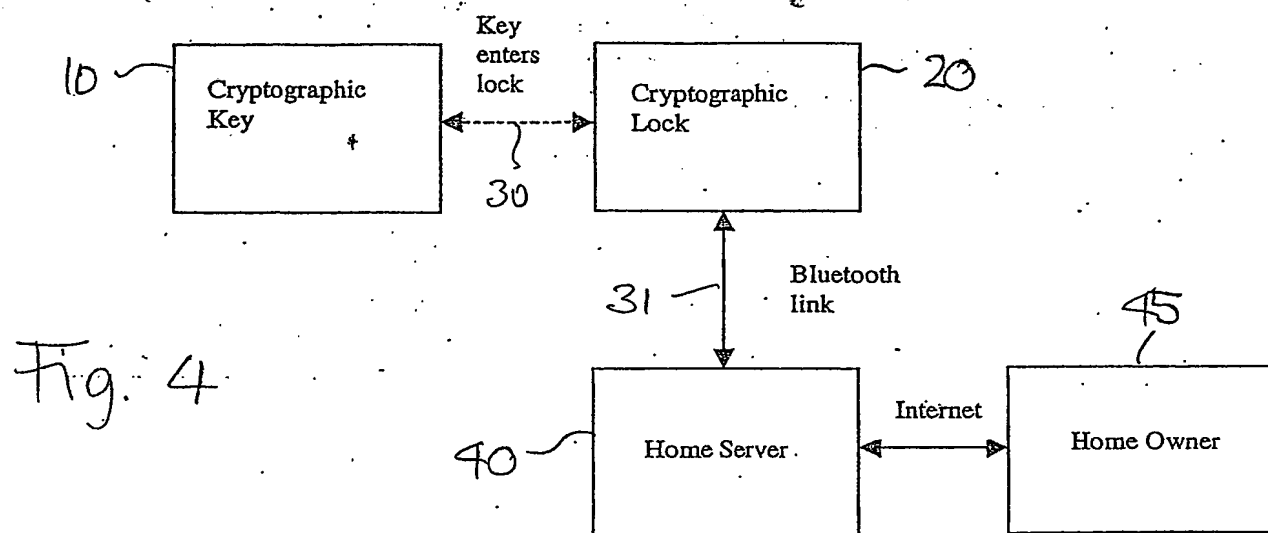 Key
enters
lock
10
Cryptographic
Key
20
Cryptographic
Lock
30
31
Bluetooth
link
45
Fig. 4
40
Home Server
Internet
Home Owner